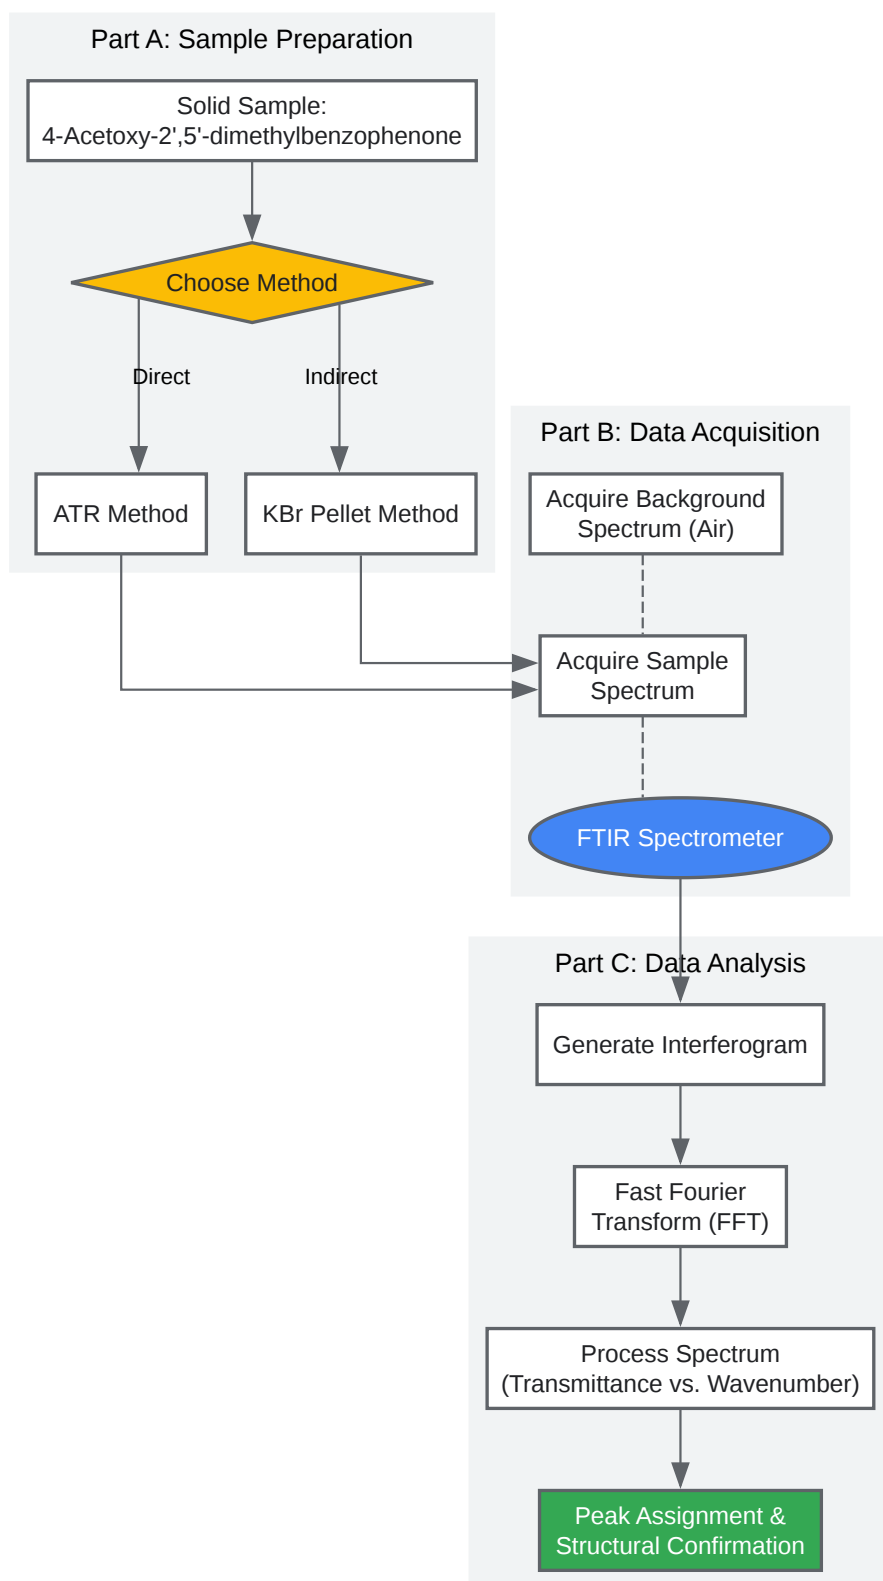 Part A: Sample Preparation
Solid Sample:
4-Acetoxy-2',5'-dimethylbenzophenone
Choose Method
Direct
Indirect
ATR Method
KBr Pellet Method
Part B: Data Acquisition
Acquire Background
Spectrum (Air)
Acquire Sample
Spectrum
FTIR Spectrometer
Part C: Data Analysis
Generate Interferogram
Fast Fourier
Transform (FFT)
Process Spectrum
(Transmittance vs. Wavenumber)
Peak Assignment &
Structural Confirmation